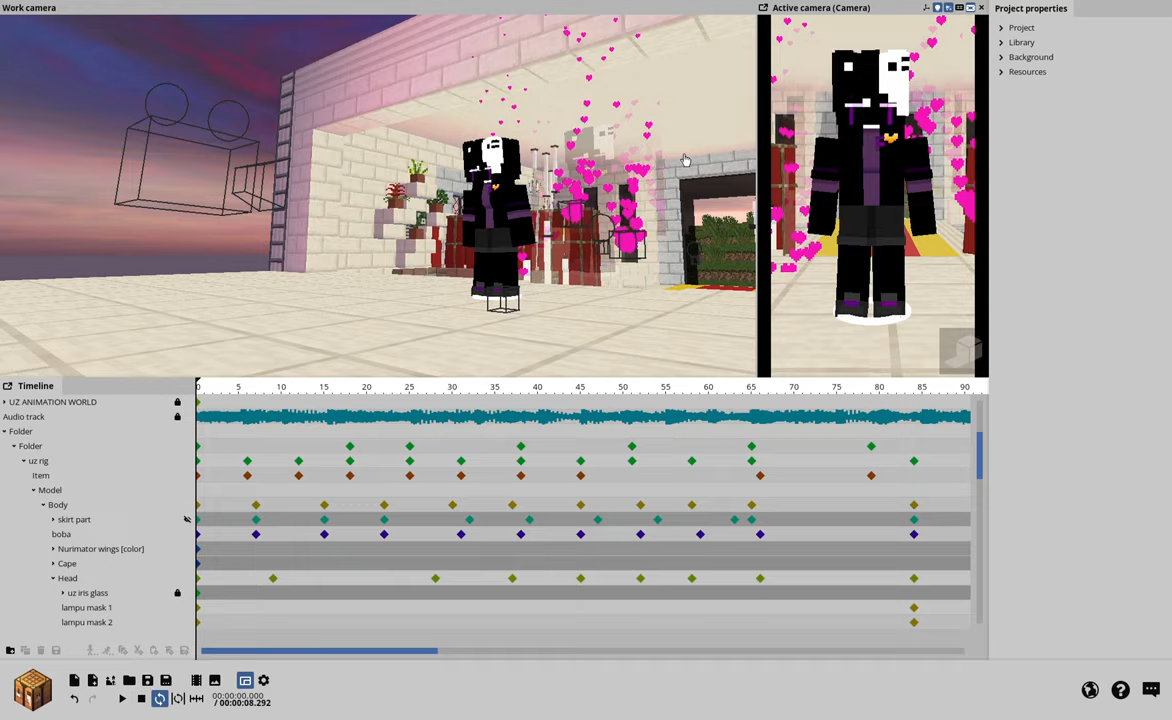 Work camera
Active camera (Camera)
Project properties
Project
Library
Background
Resources
Timeline
0 5 10 15 20 25 30 35 40 45 50 55 60 65 70 75 80 85 90
UZ ANIMATION WORLD
Audio track
Folder
Folder
uz rig
Item
Model
Body
skirt part
boba
Nurimator wings [color]
Cape
Head
uz iris glass
lampu mask 1
lampu mask 2
00:00:00.000
/ 00:00:08.292